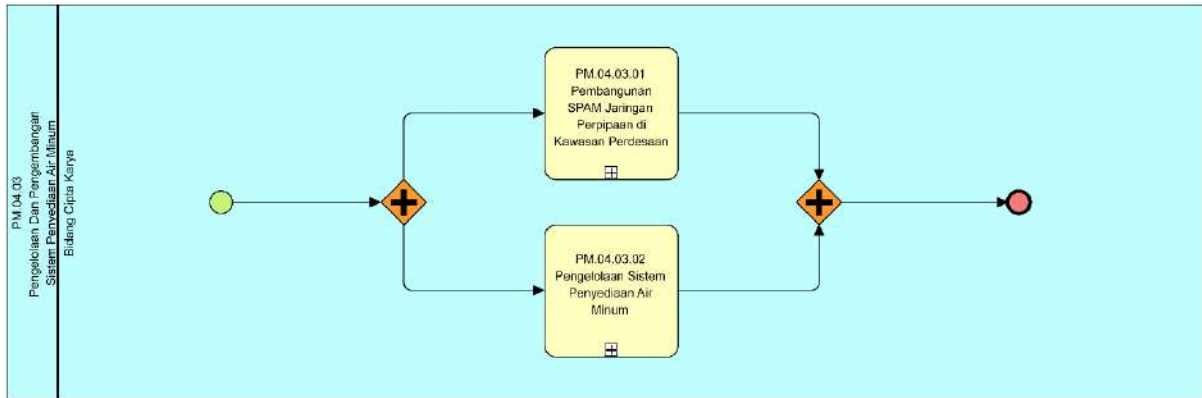 PM.04.03
Pengelolaan Dan Pengembangan
Sistem Penyediaan Air Minum
Bidang Cipta Karya
PM.04.03.01
Pembangunan
SPAM Jaringan
Perpipaan di
Kawasan Perdesaan
PM.04.03.02
Pengelolaan Sistem
Penyediaan Air
Minum